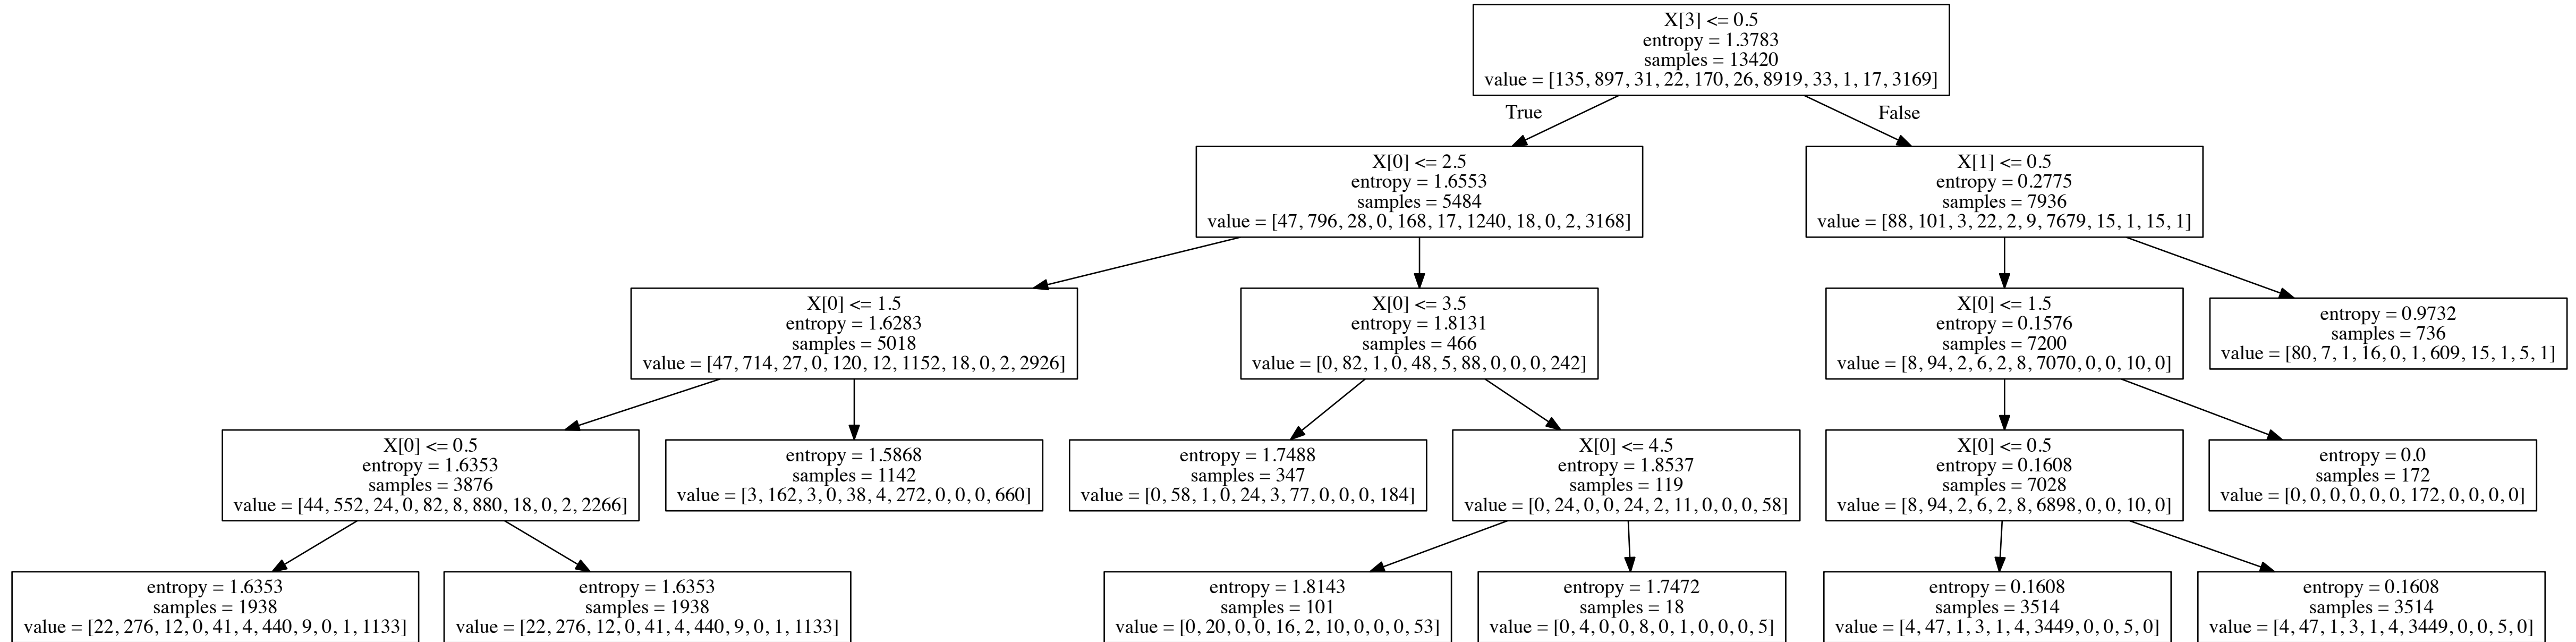 X[3] <= 0.5
entropy = 1.3783
samples = 13420
value = [135, 897, 31, 22, 170, 26, 8919, 33, 1, 17, 3169]
True
False
X[0] <= 2.5
entropy = 1.6553
samples = 5484
value = [47, 796, 28, 0, 168, 17, 1240, 18, 0, 2, 3168]
X[1] <= 0.5
entropy = 0.2775
samples = 7936
value = [88, 101, 3, 22, 2, 9, 7679, 15, 1, 15, 1]
X[0] <= 1.5
entropy = 1.6283
samples = 5018
value = [47, 714, 27, 0, 120, 12, 1152, 18, 0, 2, 2926]
X[0] <= 3.5
entropy = 1.8131
samples = 466
value = [0, 82, 1, 0, 48, 5, 88, 0, 0, 0, 242]
X[0] <= 1.5
entropy = 0.1576
samples = 7200
value = [8, 94, 2, 6, 2, 8, 7070, 0, 0, 10, 0]
entropy = 0.9732
samples = 736
value = [80, 7, 1, 16, 0, 1, 609, 15, 1, 5, 1]
X[0] <= 0.5
entropy = 1.6353
samples = 3876
value = [44, 552, 24, 0, 82, 8, 880, 18, 0, 2, 2266]
entropy = 1.5868
samples = 1142
value = [3, 162, 3, 0, 38, 4, 272, 0, 0, 0, 660]
entropy = 1.7488
samples = 347
value = [0, 58, 1, 0, 24, 3, 77, 0, 0, 0, 184]
X[0] <= 4.5
entropy = 1.8537
samples = 119
value = [0, 24, 0, 0, 24, 2, 11, 0, 0, 0, 58]
X[0] <= 0.5
entropy = 0.1608
samples = 7028
value = [8, 94, 2, 6, 2, 8, 6898, 0, 0, 10, 0]
entropy = 0.0
samples = 172
value = [0, 0, 0, 0, 0, 0, 172, 0, 0, 0, 0]
entropy = 1.6353
samples = 1938
value = [22, 276, 12, 0, 41, 4, 440, 9, 0, 1, 1133]
entropy = 1.6353
samples = 1938
value = [22, 276, 12, 0, 41, 4, 440, 9, 0, 1, 1133]
entropy = 1.8143
samples = 101
value = [0, 20, 0, 0, 16, 2, 10, 0, 0, 0, 53]
entropy = 1.7472
samples = 18
value = [0, 4, 0, 0, 8, 0, 1, 0, 0, 0, 5]
entropy = 0.1608
samples = 3514
value = [4, 47, 1, 3, 1, 4, 3449, 0, 0, 5, 0]
entropy = 0.1608
samples = 3514
value = [4, 47, 1, 3, 1, 4, 3449, 0, 0, 5, 0]